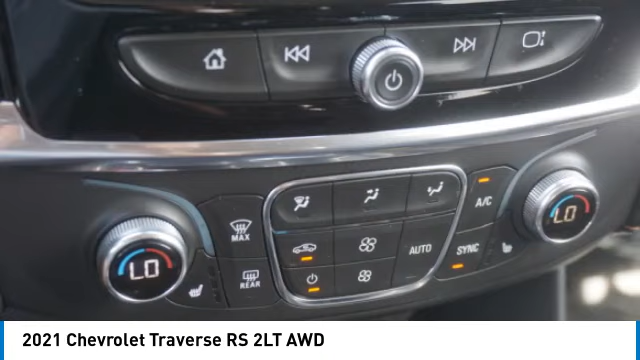 A/C
MAX
LO
LO
AUTO
SYNC
REAR
2021 Chevrolet Traverse RS 2LT AWD